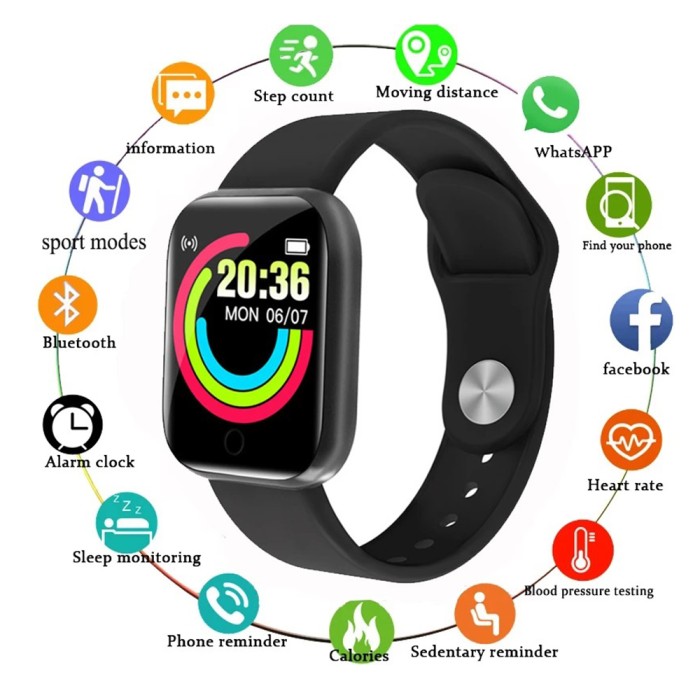 Step count
Moving distance
information
WhatsAPP
sport modes
Find your phone
20:36
MON 06/07
Bluetooth
facebook
Alarm clock
Heart rate
z Z Z
Sleep monitoring
Blood pressure testing
Phone reminder
Calories
Sedentary reminder